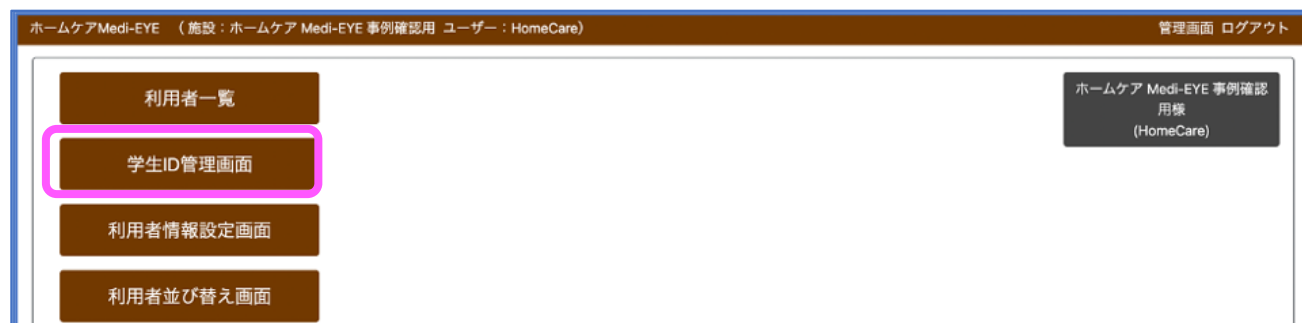 ホームケアMedi-EYE （施設：ホームケア Medi-EYE 事例確認用 ユーザー：HomeCare） 管理画面 ログアウト
利用者一覧
ホームケア Medi-EYE 事例確認
用様
(HomeCare)
学生ID管理画面
利用者情報設定画面
利用者並び替え画面